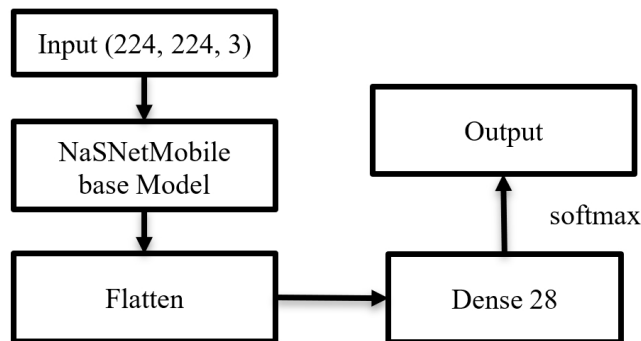 Input (224, 224, 3)
NaSNetMobile
base Model
Flatten
Dense 28
softmax
Output